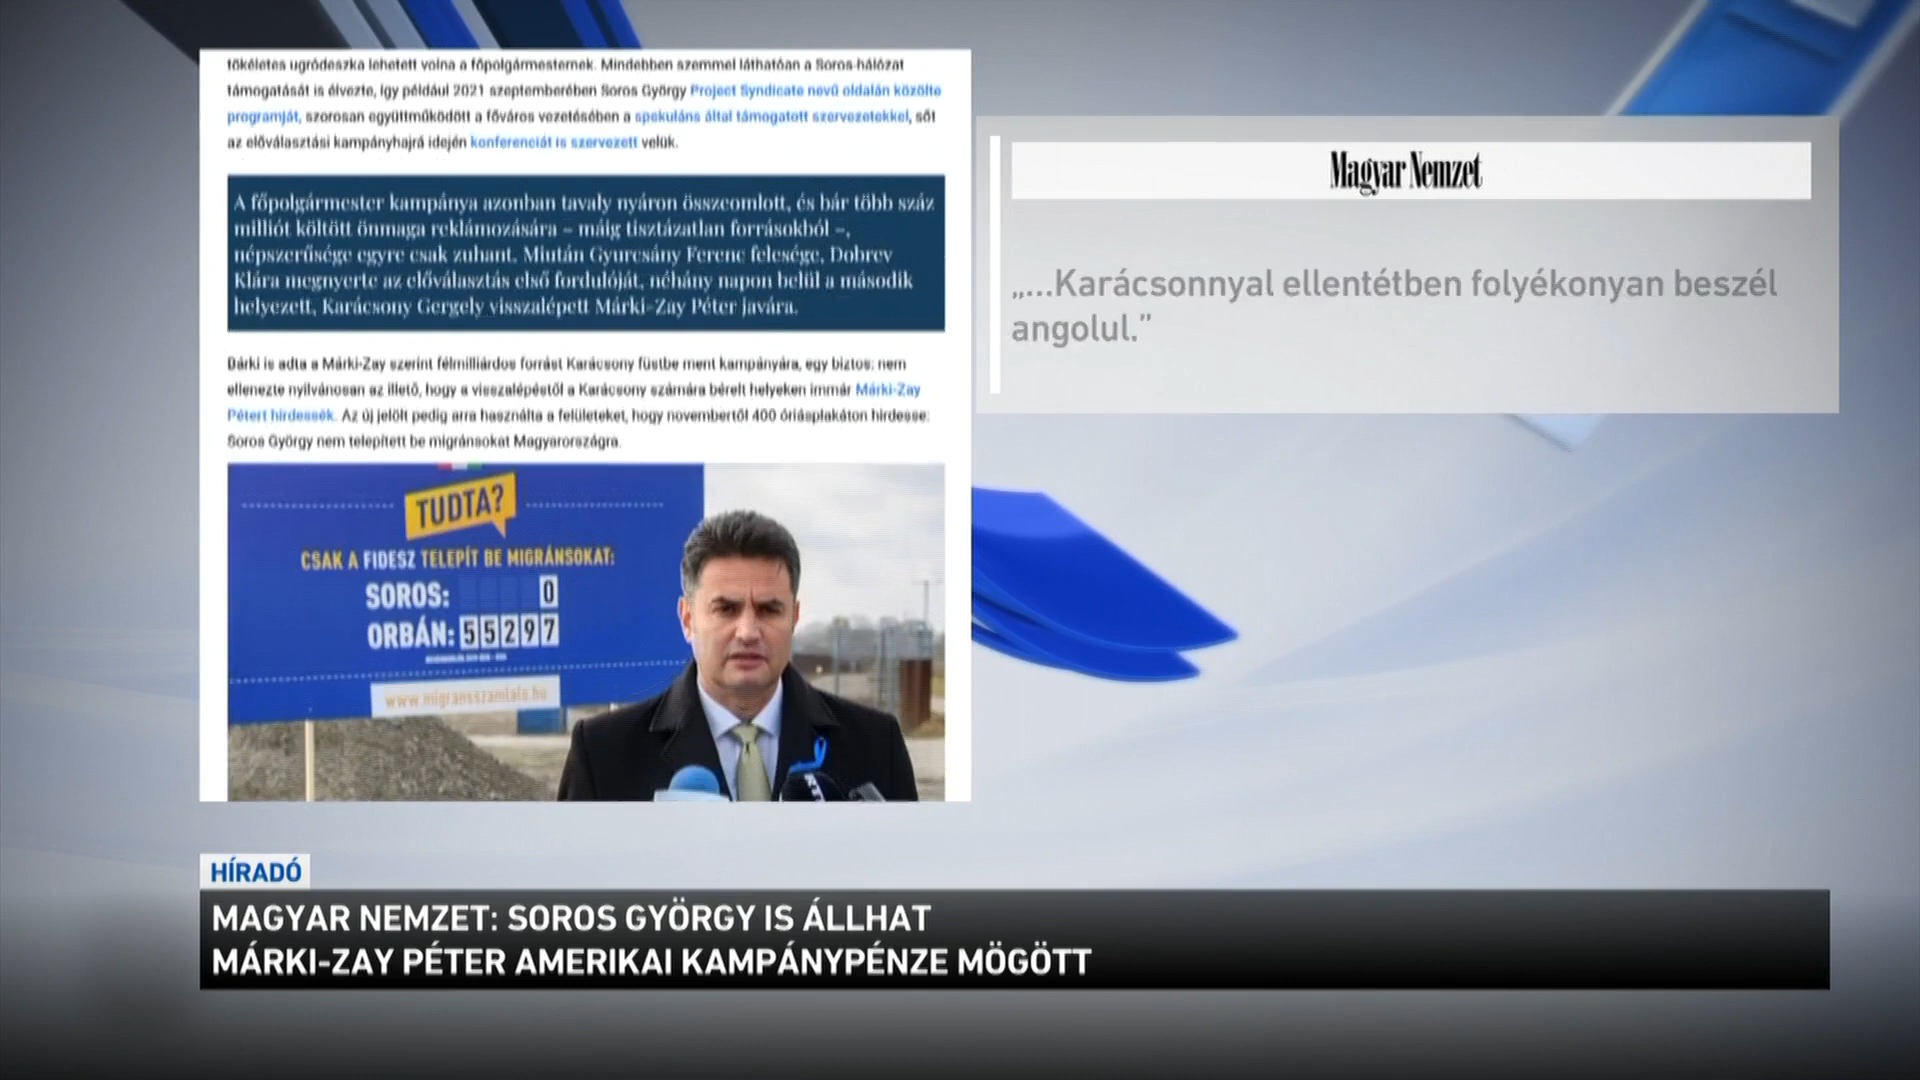 tökéletes ugródeszka lehetett volna a főpolgármesternek. Mindebben szemmel láthatóan a Soros-hálózat
támogatását is élvezte, így például 2021 szeptemberében Soros György Project Syndicate nevű oldalán közölte
programját, szorosan együttműködött a főváros vezetésében a spekuláns által támogatott szervezetekkel, sőt
az előválasztási kampányhajrá idején konferenciát is szervezett velük.
A főpolgármester kampánya azonban tavaly nyáron összeomlott, és bár több száz
milliót költött önmaga reklámozására – máig tisztázatlan forrásokból –,
népszerűsége egyre csak zuhant. Miután Gyurcsány Ferenc felesége, Dobrev
Klára megnyerte az előválasztás első fordulóját, néhány napon belül a második
helyezett, Karácsony Gergely visszalépett Márki-Zay Péter javára.
Bárki is adta a Márki-Zay szerint félmilliárdos forrást Karácsony füstbe ment kampányára, egy biztos: nem
ellenezte nyilvánosan az illető, hogy a visszalépéstől a Karácsony számára bérelt helyeken immár Márki-Zay
Pétert hirdessék. Az új jelölt pedig arra használta a felületeket, hogy novembertől 400 óriásplakáton hirdesse:
Soros György nem telepített be migránsokat Magyarországra.
TUDTA?
CSAK A FIDESZ TELEPÍT BE MIGRÁNSOKAT:
SOROS: 0
ORBÁN: 55297
www.migransszamlalo.hu
Magyar Nemzet
„...Karácsonnyal ellentétben folyékonyan beszél
angolul.”
HÍRADÓ
MAGYAR NEMZET: SOROS GYÖRGY IS ÁLLHAT
MÁRKI-ZAY PÉTER AMERIKAI KAMPÁNYPÉNZE MÖGÖTT